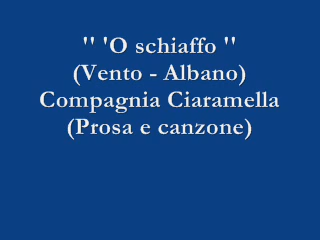 " 'O schiaffo "
(Vento - Albano)
Compagnia Ciaramella
(Prosa e canzone)